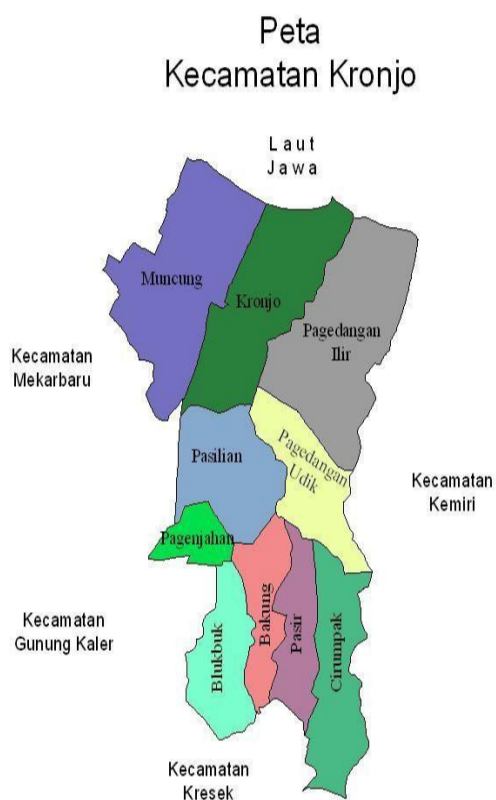 Peta
Kecamatan Kronjo
Laut
Jawa
Muncung
Kronjo
Pagedangan
Ilir
Kecamatan
Mekarbaru
Pasilian
Pagedangan
Udik
Kecamatan
Kemiri
Pagenjahan
Kecamatan
Gunung Kaler
Blukbuk
Bakung
Pasir
Cirumpak
Kecamatan
Kresek